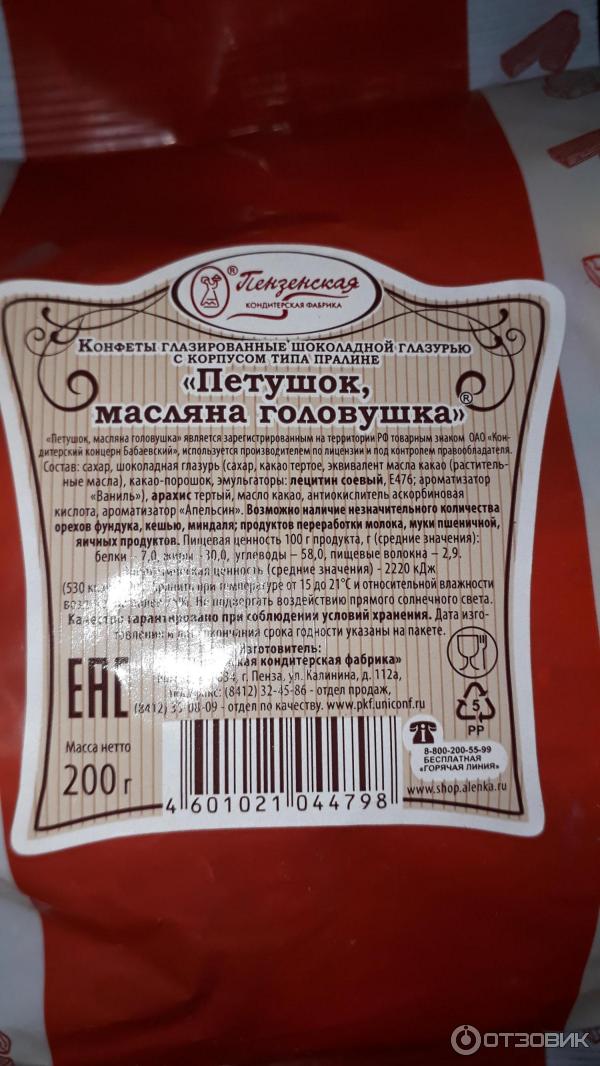 Пензенская®
КОНДИТЕРСКАЯ ФАБРИКА
КОНФЕТЫ ГЛАЗИРОВАННЫЕ ШОКОЛАДНОЙ ГЛАЗУРЬЮ
С КОРПУСОМ ТИПА ПРАЛИНЕ
«ПЕТУШОК,
МАСЛЯНА ГОЛОВУШКА»®
«Петушок, масляна головушка» является зарегистрированным на территории РФ товарным знаком ОАО «Кон-
дитерский концерн Бабаевский», используется производителем по лицензии и под контролем правообладателя.
Состав: сахар, шоколадная глазурь (сахар, какао тертое, эквивалент масла какао (раститель-
ные масла), какао-порошок, эмульгаторы: лецитин соевый, Е476; ароматизатор
«Ваниль»), арахис тертый, масло какао, антиокислитель аскорбиновая
кислота, ароматизатор «Апельсин». Возможно наличие незначительного количества
орехов фундука, кешью, миндаля; продуктов переработки молока, муки пшеничной,
яичных продуктов. Пищевая ценность 100 г продукта, г (средние значения):
белки – 7,0, жиры - 30,0, углеводы – 58,0, пищевые волокна – 2,9.
ценность (средние значения) - 2220 кДж
(530 при температуре от 15 до 21°С и относительной влажности
Не подвергать воздействию прямого солнечного света.
Качество гарантировано при соблюдении условий хранения. Дата изго-
товления и окончания срока годности указаны на пакете.
Изготовитель:
кондитерская фабрика»
г. Пенза, ул. Калинина, д. 112а,
(8412) 32-45-86 - отдел продаж,
(8412) 08-09 - отдел по качеству. www.pkf.uniconf.ru
EAC
5
PP
Масса нетто
200 г
4 601021 044798
8-800-200-55-99
БЕСПЛАТНАЯ
«ГОРЯЧАЯ ЛИНИЯ»
www.shop.alenka.ru
ОТЗОВИК